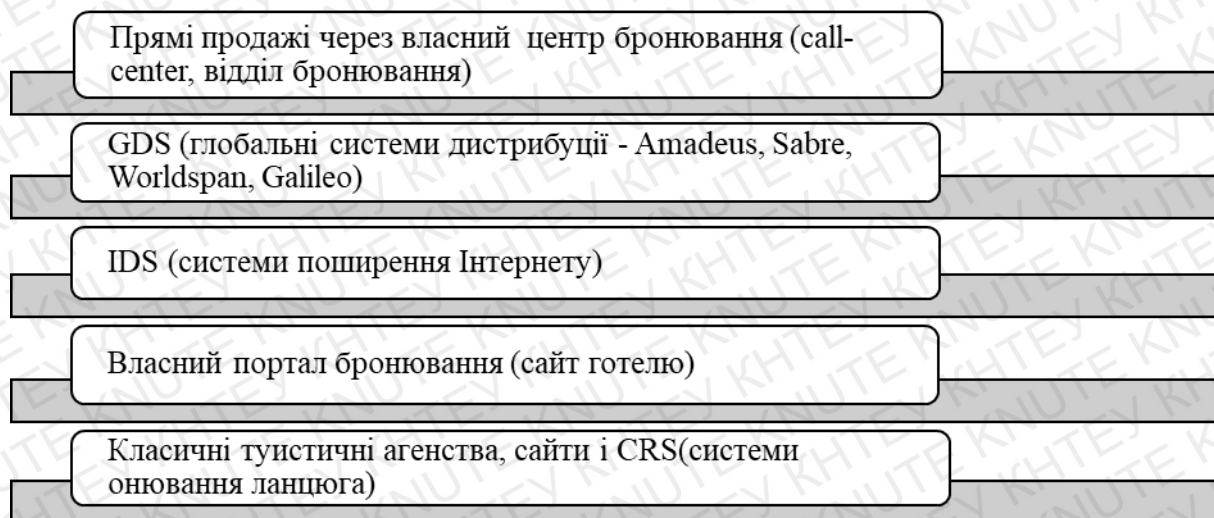 Прямі продажі через власний центр бронювання (call-
center, відділ бронювання)
GDS (глобальні системи дистрибуції - Amadeus, Sabre,
Worldspan, Galileo)
IDS (системи поширення Інтернету)
Власний портал бронювання (сайт готелю)
Класичні туистичні агенства, сайти і CRS(системи
онювання ланцюга)